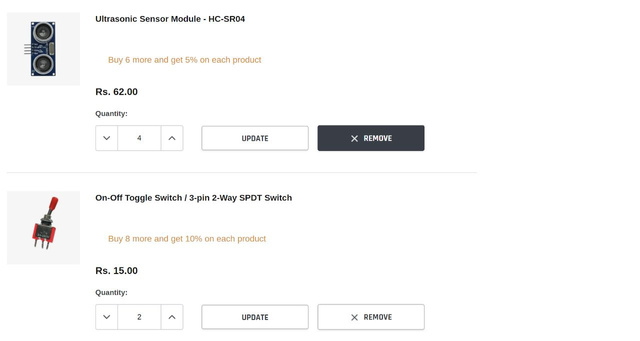 Ultrasonic Sensor Module - HC-SR04
Buy 6 more and get 5% on each product
Rs. 62.00
Quantity:
4
UPDATE
REMOVE
On-Off Toggle Switch / 3-pin 2-Way SPDT Switch
Buy 8 more and get 10% on each product
Rs. 15.00
Quantity:
2
UPDATE
REMOVE